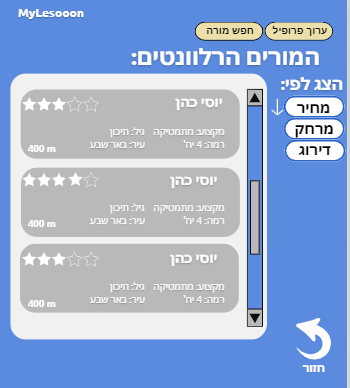 MyLesooon
ערוך פרופיל
חפש מורה
המורים הרלוונטים:
הצג לפי:
מחיר
מרחק
דירוג
יוסי כהן
מקצוע: מתמטיקה גיל: תיכון
רמה: 4 יח' עיר: באר שבע
400 m
יוסי כהן
מקצוע: מתמטיקה גיל: תיכון
רמה: 4 יח' עיר: באר שבע
400 m
יוסי כהן
מקצוע: מתמטיקה גיל: תיכון
רמה: 4 יח' עיר: באר שבע
400 m
חזור